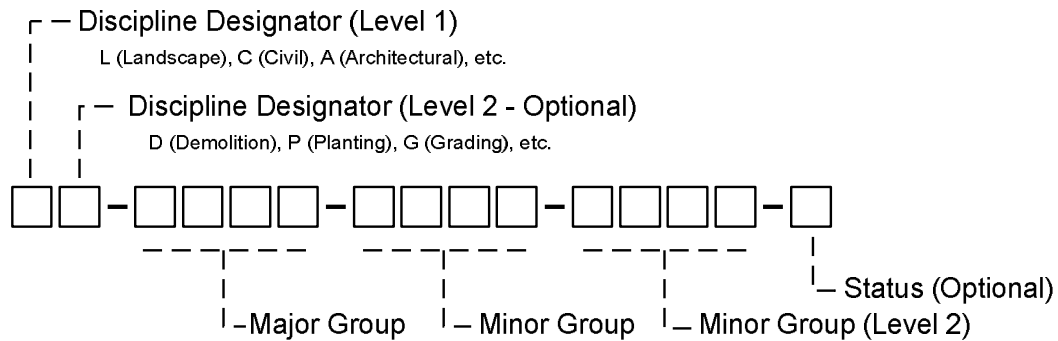 Discipline Designator (Level 1)
L (Landscape), C (Civil), A (Architectural), etc.
Discipline Designator (Level 2 - Optional)
D (Demolition), P (Planting), G (Grading), etc.
Status (Optional)
Major Group
Minor Group
Minor Group (Level 2)